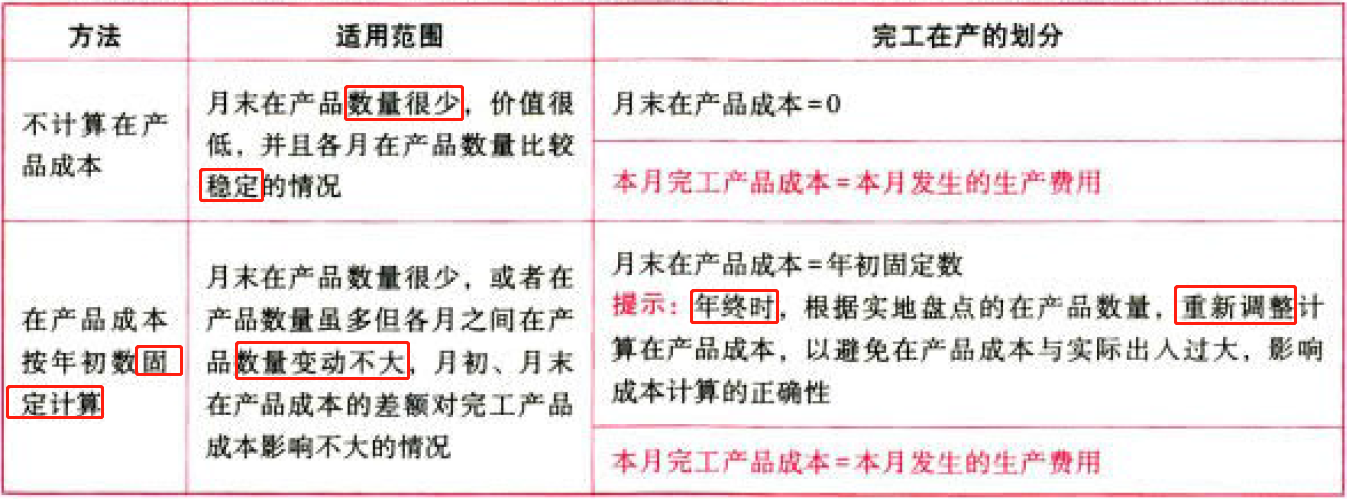 方法
适用范围
完工在产的划分
不计算在产
品成本
月末在产品数量很少，价值很
低，并且各月在产品数量比较
稳定的情况
月末在产品成本=0
本月完工产品成本=本月发生的生产费用
在产品成本
按年初数固
定计算
月末在产品数量很少，或者在
产品数量虽多但各月之间在产
品数量变动不大，月初、月末
在产品成本的差额对完工产品
成本影响不大的情况
月末在产品成本=年初固定数
提示：年终时，根据实地盘点的在产品数量，重新调整计
算在产品成本，以避免在产品成本与实际出入过大，影响
成本计算的正确性
本月完工产品成本=本月发生的生产费用